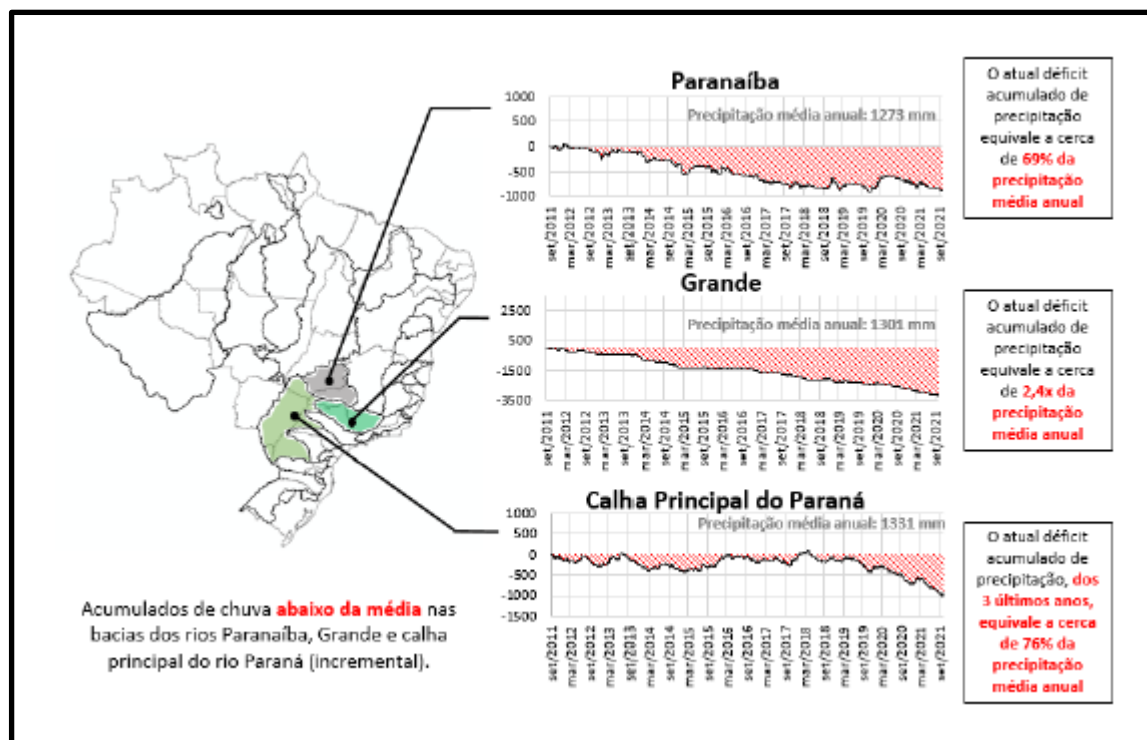 Paranaíba
1000
500
0
-500
-1000
Precipitação média anual: 1273 mm
set/2011
mar/2012
set/2012
mar/2013
set/2013
mar/2014
set/2014
mar/2015
set/2015
mar/2016
set/2016
mar/2017
set/2017
mar/2018
set/2018
mar/2019
set/2019
mar/2020
set/2020
mar/2021
set/2021
O atual déficit
acumulado de
precipitação
equivale a cerca
de 69% da
precipitação
média anual
Grande
2500
500
-1500
-3500
Precipitação média anual: 1301 mm
set/2011
mar/2012
set/2012
mar/2013
set/2013
mar/2014
set/2014
mar/2015
set/2015
mar/2016
set/2016
mar/2017
set/2017
mar/2018
set/2018
mar/2019
set/2019
mar/2020
set/2020
mar/2021
set/2021
O atual déficit
acumulado de
precipitação
equivale a cerca
de 2,4x da
precipitação
média anual
Calha Principal do Paraná
1000
500
0
-500
-1000
-1500
Precipitação média anual: 1331 mm
set/2011
mar/2012
set/2012
mar/2013
set/2013
mar/2014
set/2014
mar/2015
set/2015
mar/2016
set/2016
mar/2017
set/2017
mar/2018
set/2018
mar/2019
set/2019
mar/2020
set/2020
mar/2021
set/2021
O atual déficit
acumulado de
precipitação, dos
3 últimos anos,
equivale a cerca
de 76% da
precipitação
média anual
Acumulados de chuva abaixo da média nas
bacias dos rios Paranaíba, Grande e calha
principal do rio Paraná (incremental).